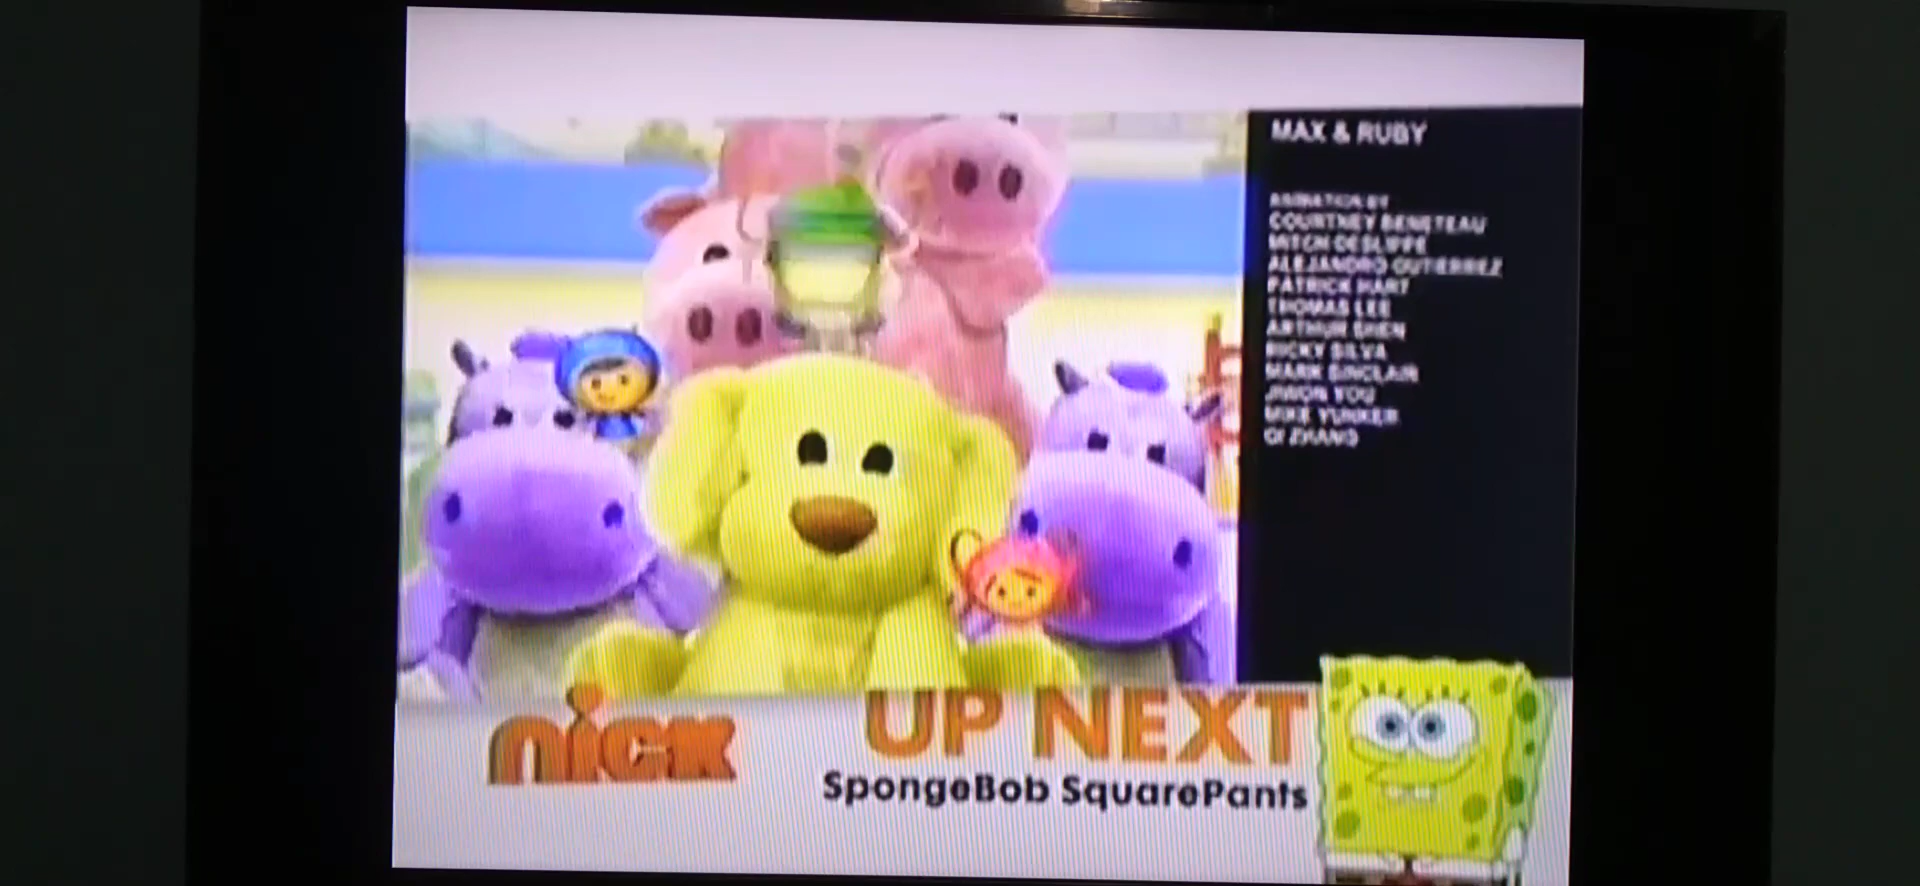 MAX & RUBY
ANIMATION BY
COURTNEY BENETEAU
MITCH DESLIPPE
ALEJANDRO GUTIERREZ
PATRICK HART
THOMAS LEE
ARTHUR SHEN
RICKY SILVA
MARK SINCLAIR
JIWON YOU
MIKE YUNKER
QI ZHANG
nick
UP NEXT
SpongeBob SquarePants